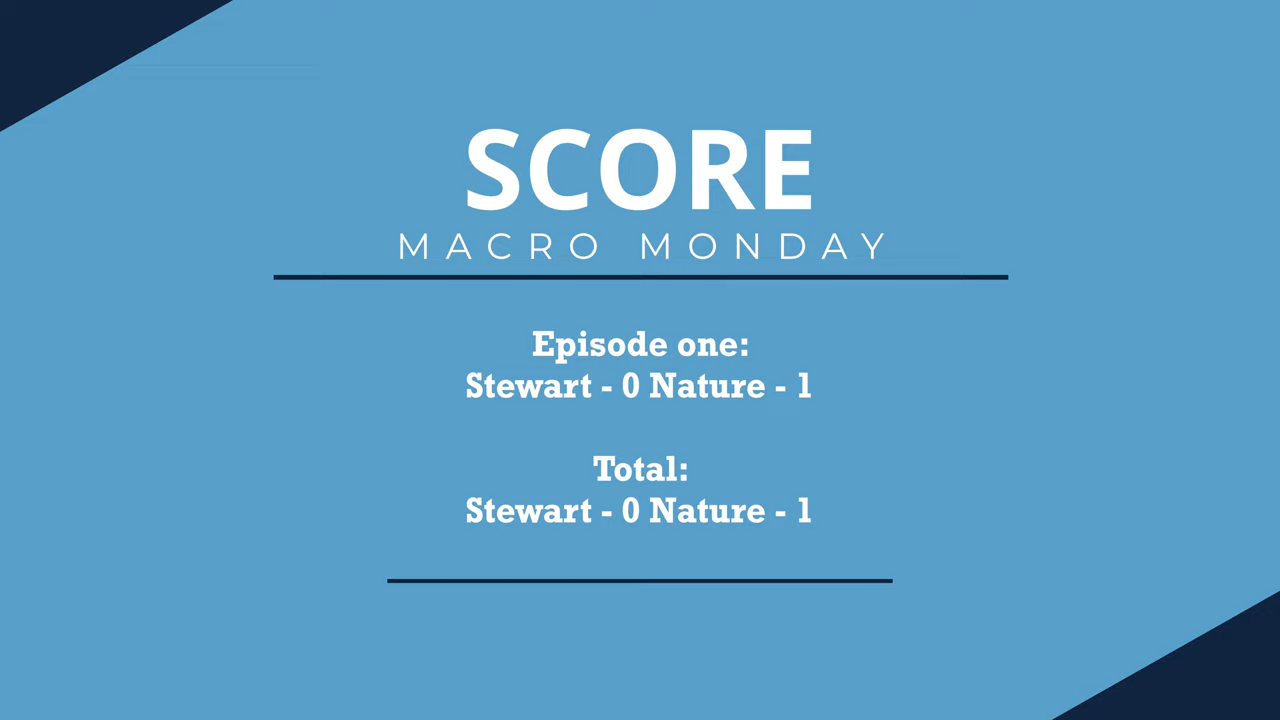 SCORE
MACRO MONDAY
Episode one:
Stewart - 0 Nature - 1
Total:
Stewart - 0 Nature - 1